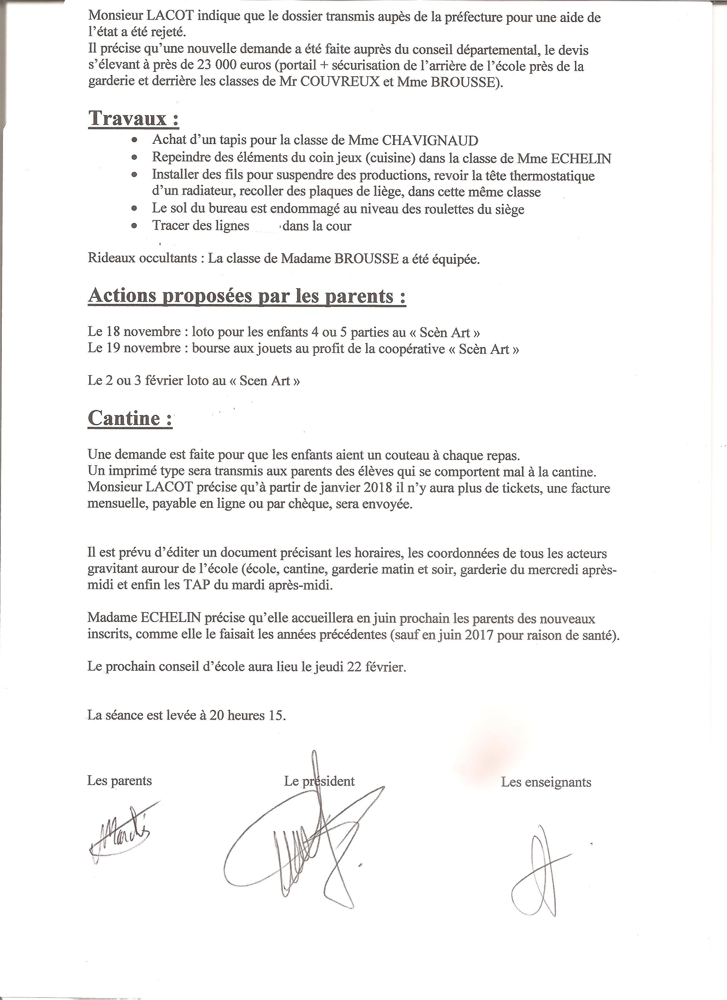 Monsieur LACOT indique que le dossier transmis aupès de la préfecture pour une aide de
l’état a été rejeté.
Il précise qu’une nouvelle demande a été faite auprès du conseil départemental, le devis
s’élevant à près de 23 000 euros (portail + sécurisation de l’arrière de l’école près de la
garderie et derrière les classes de Mr COUVREUX et Mme BROUSSE).
Travaux :
• Achat d’un tapis pour la classe de Mme CHAVIGNAUD
• Repeindre des éléments du coin jeux (cuisine) dans la classe de Mme ECHELIN
• Installer des fils pour suspendre des productions, revoir la tête thermostatique
d’un radiateur, recoller des plaques de liège, dans cette même classe
• Le sol du bureau est endommagé au niveau des roulettes du siège
• Tracer des lignes dans la cour
Rideaux occultants : La classe de Madame BROUSSE a été équipée.
Actions proposées par les parents :
Le 18 novembre : loto pour les enfants 4 ou 5 parties au « Scèn Art »
Le 19 novembre : bourse aux jouets au profit de la coopérative « Scèn Art »
Le 2 ou 3 février loto au « Scen Art »
Cantine :
Une demande est faite pour que les enfants aient un couteau à chaque repas.
Un imprimé type sera transmis aux parents des élèves qui se comportent mal à la cantine.
Monsieur LACOT précise qu’à partir de janvier 2018 il n’y aura plus de tickets, une facture
mensuelle, payable en ligne ou par chèque, sera envoyée.
Il est prévu d’éditer un document précisant les horaires, les coordonnées de tous les acteurs
gravitant aurour de l’école (école, cantine, garderie matin et soir, garderie du mercredi après-
midi et enfin les TAP du mardi après-midi.
Madame ECHELIN précise qu’elle accueillera en juin prochain les parents des nouveaux
inscrits, comme elle le faisait les années précédentes (sauf en juin 2017 pour raison de santé).
Le prochain conseil d’école aura lieu le jeudi 22 février.
La séance est levée à 20 heures 15.
Les parents Le président Les enseignants